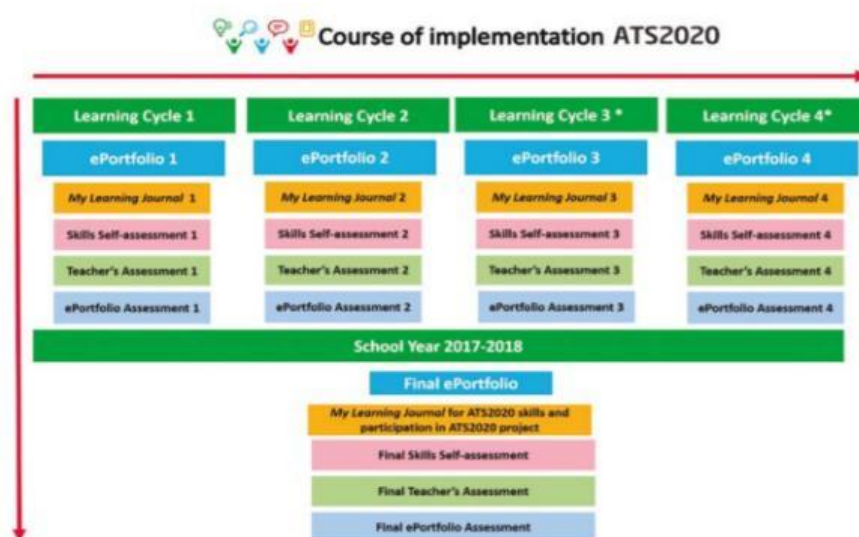 Course of implementation ATS2020
Learning Cycle 1
Learning Cycle 2
Learning Cycle 3 *
Learning Cycle 4*
ePortfolio 1
ePortfolio 2
ePortfolio 3
ePortfolio 4
My Learning Journal 1
My Learning Journal 2
My Learning Journal 3
My Learning Journal 4
Skills Self-assessment 1
Skills Self-assessment 2
Skills Self-assessment 3
Skills Self-assessment 4
Teacher's Assessment 1
Teacher's Assessment 2
Teacher's Assessment 3
Teacher's Assessment 4
ePortfolio Assessment 1
ePortfolio Assessment 2
ePortfolio Assessment 3
ePortfolio Assessment 4
School Year 2017-2018
Final ePortfolio
My Learning Journal for ATS2020 skills and
participation in ATS2020 project
Final Skills Self-assessment
Final Teacher's Assessment
Final ePortfolio Assessment